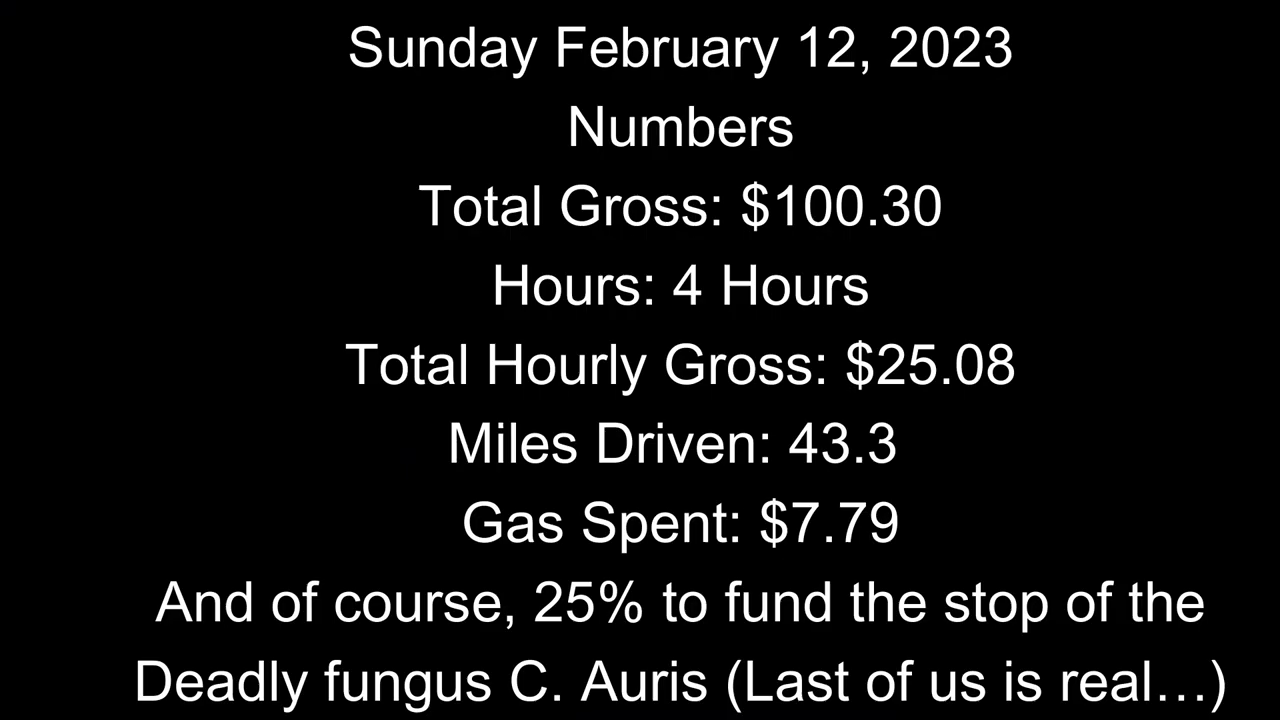 Sunday February 12, 2023
Numbers
Total Gross: $100.30
Hours: 4 Hours
Total Hourly Gross: $25.08
Miles Driven: 43.3
Gas Spent: $7.79
And of course, 25% to fund the stop of the
Deadly fungus C. Auris (Last of us is real…)